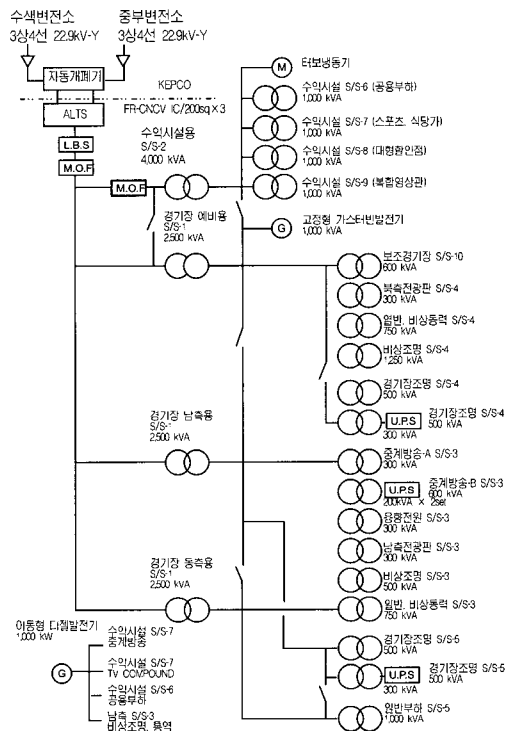 수색변전소
3상4선 22.9kV-Y
중부변전소
3상4선 22.9kV-Y
자동개폐기
KEPCO
ALTS
FR-CNCV IC/200sq×3
L.B.S
M.O.F
M.O.F
수익시설용
S/S-2
4,000 kVA
M
터보냉동기
수익시설 S/S-6 (공용부하)
1,000 kVA
수익시설 S/S-7 (스포츠, 식당가)
1,000 kVA
수익시설 S/S-8 (대형할인점)
1,000 kVA
수익시설 S/S-9 (복합영상관)
1,000 kVA
G
고정형 가스터빈발전기
1,000 kVA
경기장 예비용
S/S-1
2,500 kVA
보조경기장 S/S-10
600 kVA
북측전광판 S/S-4
300 kVA
일반, 비상동력 S/S-4
750 kVA
비상조명 S/S-4
1,250 kVA
경기장조명 S/S-4
500 kVA
U.P.S
경기장조명 S/S-4
500 kVA
300 kVA
경기장 남측용
S/S-1
2,500 kVA
중계방송-A S/S-3
300 kVA
U.P.S
중계방송-B S/S-3
600 kVA
200kVA × 2set
음향전원 S/S-3
300 kVA
남측전광판 S/S-3
300 kVA
비상조명 S/S-3
500 kVA
경기장 동측용
S/S-1
2,500 kVA
일반, 비상동력 S/S-3
750 kVA
경기장조명 S/S-5
500 kVA
U.P.S
경기장조명 S/S-5
500 kVA
300 kVA
일반부하 S/S-5
1,000 kVA
이동형 디젤발전기
1,000 kW
G
수익시설 S/S-7
중계방송
수익시설 S/S-7
TV COMPOUND
수익시설 S/S-6
공용부하
남측 S/S-3
비상조명, 동력